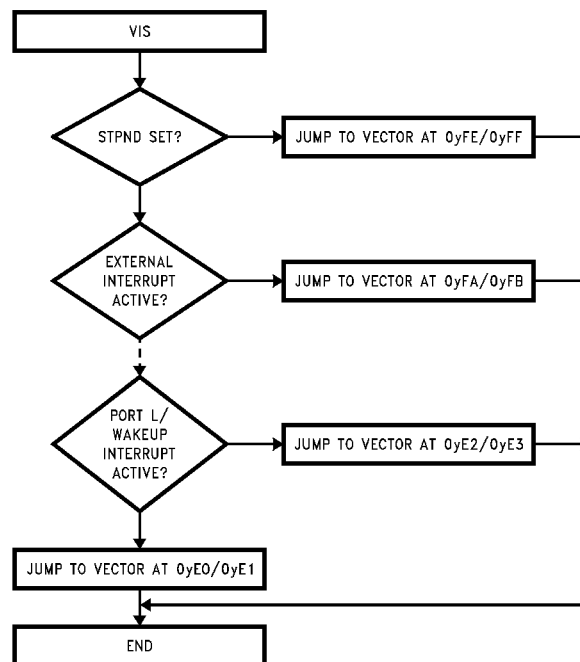 VIS
STPND SET?
JUMP TO VECTOR AT 0yFE/0yFF
EXTERNAL
INTERRUPT
ACTIVE?
JUMP TO VECTOR AT 0yFA/0yFB
PORT L/
WAKEUP
INTERRUPT
ACTIVE?
JUMP TO VECTOR AT 0yE2/0yE3
JUMP TO VECTOR AT 0yE0/0yE1
END